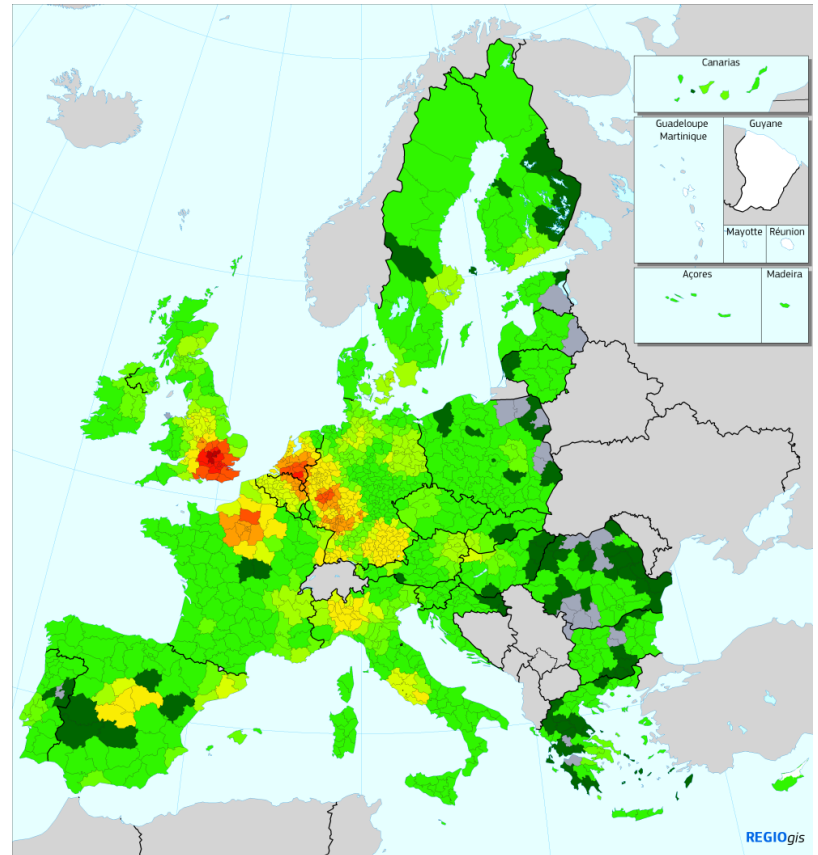 Canarias
Guadeloupe
Martinique
Guyane
Mayotte
Réunion
Açores
Madeira
REGIOgis